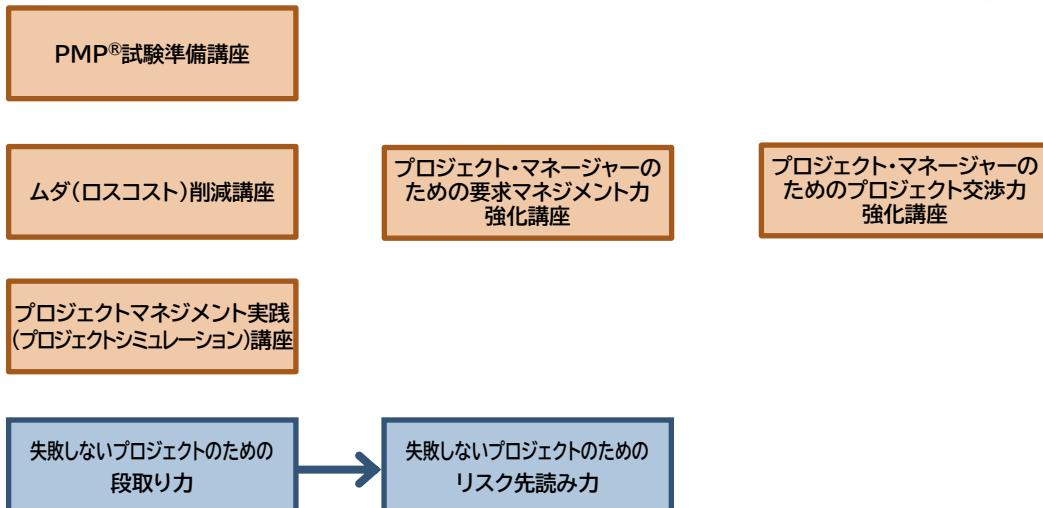 PMP®試験準備講座
ムダ(ロスコスト)削減講座
プロジェクト・マネージャーの
ための要求マネジメント力
強化講座
プロジェクト・マネージャーの
ためのプロジェクト交渉力
強化講座
プロジェクトマネジメント実践
(プロジェクトシミュレーション)講座
失敗しないプロジェクトのための
段取り力
失敗しないプロジェクトのための
リスク先読み力